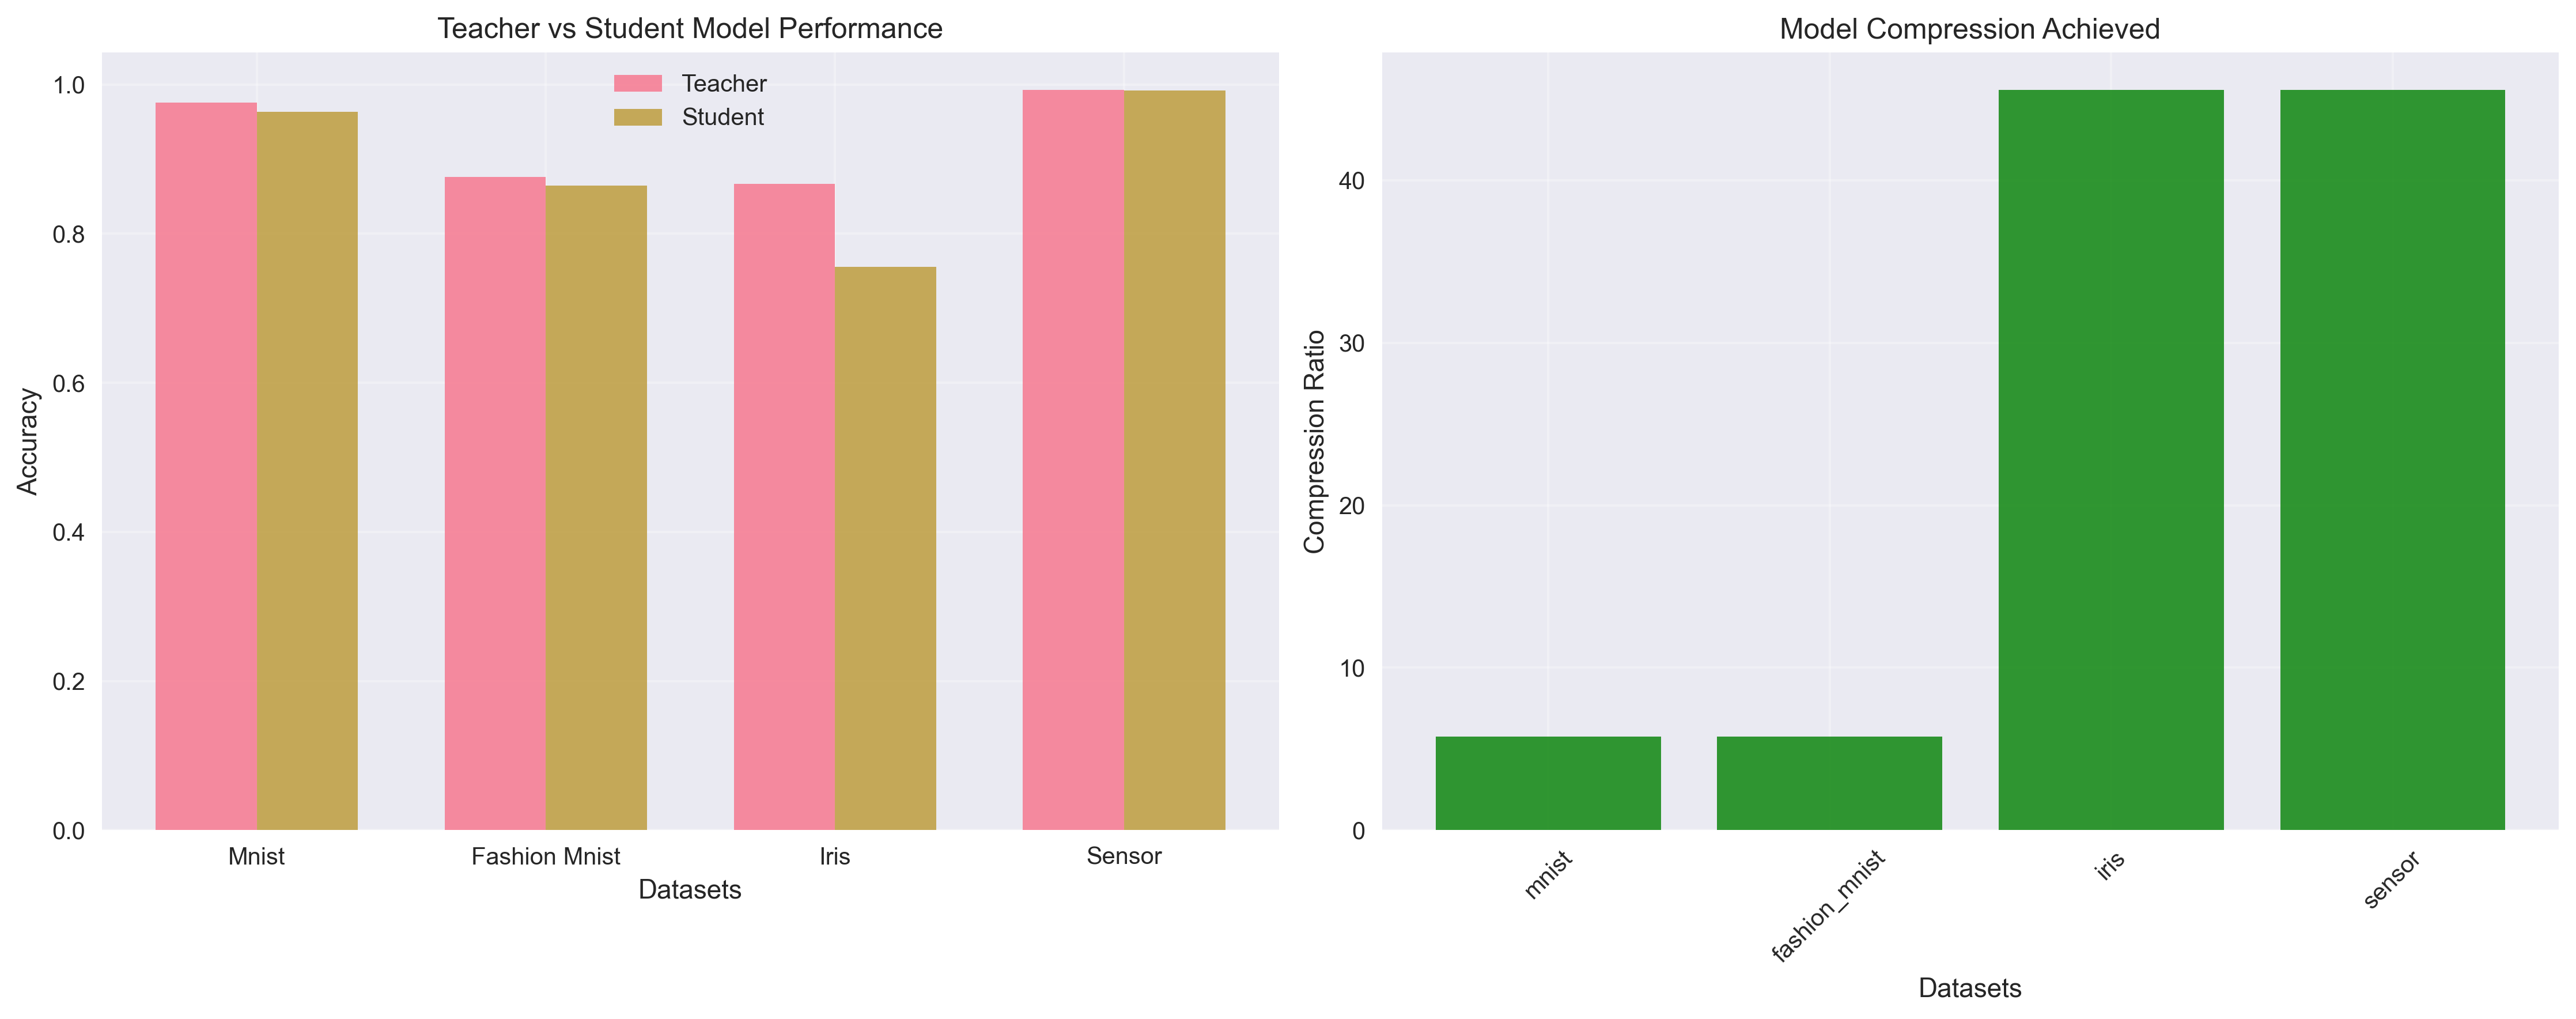 Teacher vs Student Model Performance
Teacher
Student
1.0
0.8
0.6
0.4
0.2
0.0
Accuracy
Mnist
Fashion Mnist
Iris
Sensor
Datasets
Model Compression Achieved
40
30
20
10
0
Compression Ratio
mnist
fashion_mnist
iris
sensor
Datasets